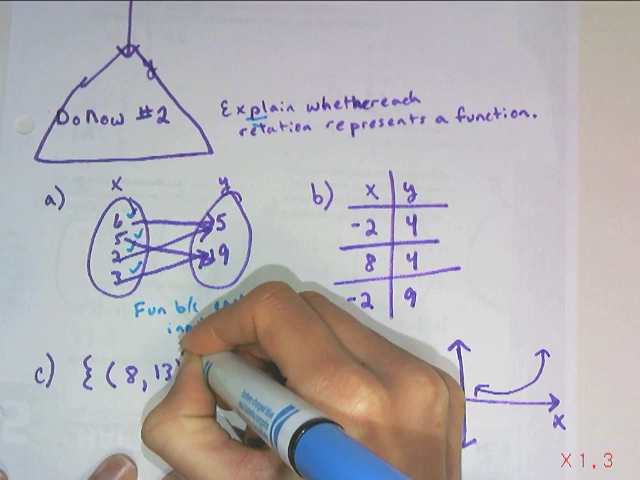 y
Do Now #2
Explain whether each
relation represents a function.
a)
x y
6 5
5
2 9
3
Fun b/c
b)
x y
-2 4
8 4
-2 9
c) { ( 8, 13
x
X1.3